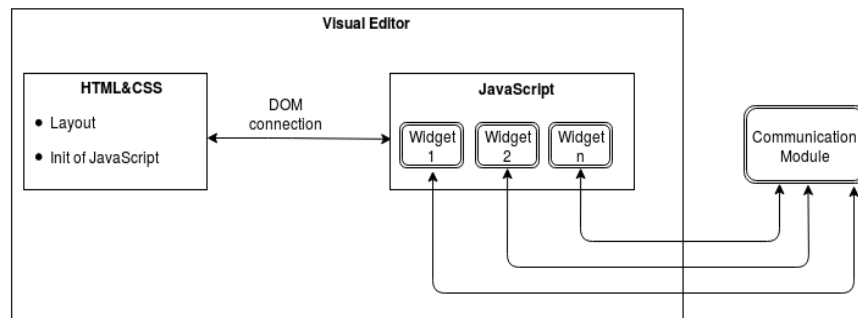 Visual Editor
HTML&CSS
• Layout
• Init of JavaScript
DOM
connection
JavaScript
Widget
1
Widget
2
Widget
n
Communication
Module